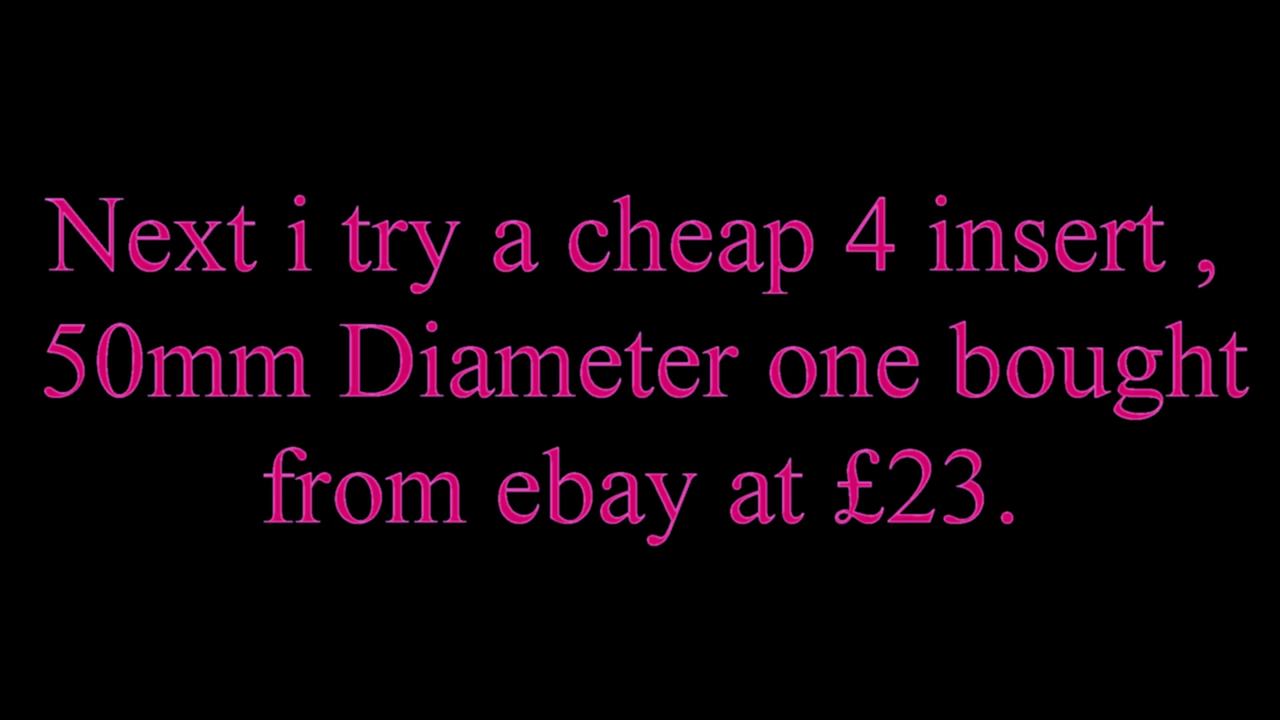 Next i try a cheap 4 insert ,
50mm Diameter one bought
from ebay at £23.